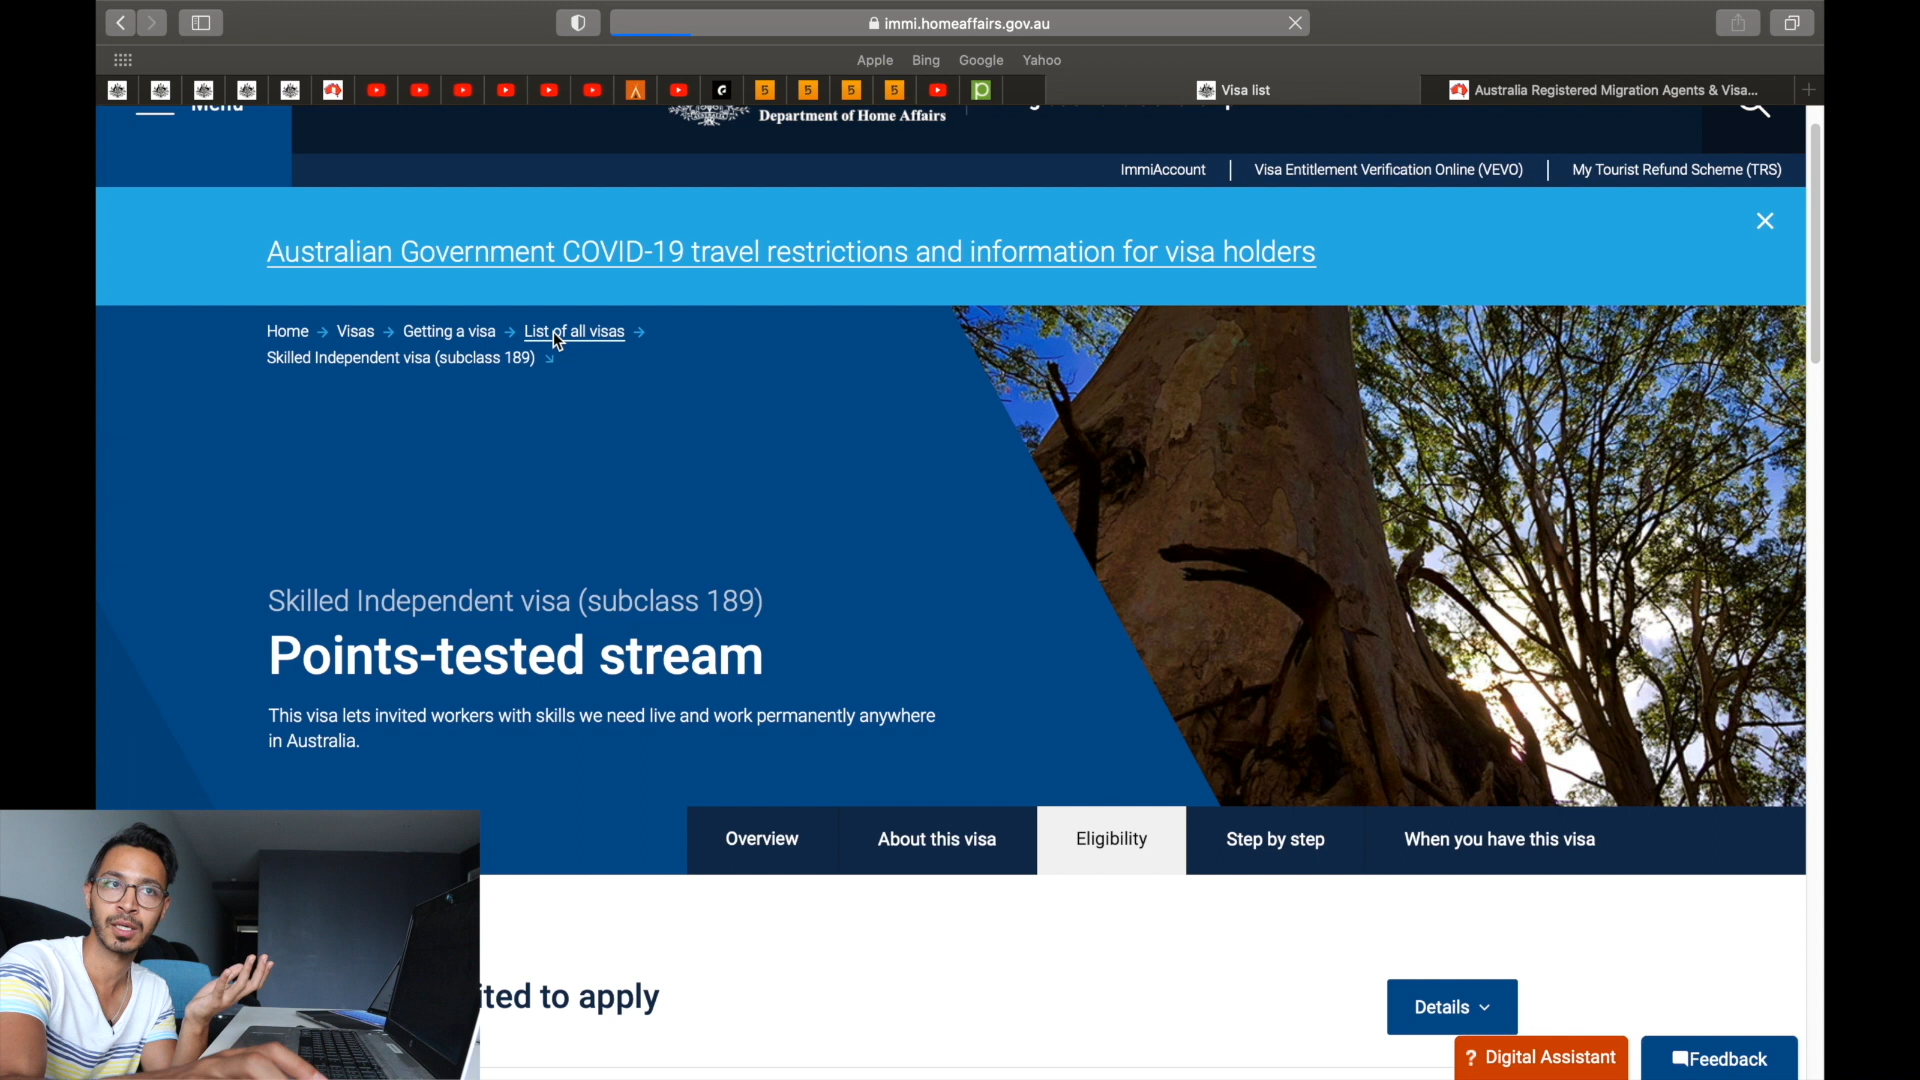 immi.homeaffairs.gov.au
Apple Bing Google Yahoo
5 5 5 5
Visa list
Australia Registered Migration Agents & Visa...
Menu
Department of Home Affairs
ImmiAccount
Visa Entitlement Verification Online (VEVO)
My Tourist Refund Scheme (TRS)
Australian Government COVID-19 travel restrictions and information for visa holders
Home → Visas → Getting a visa → List of all visas →
Skilled Independent visa (subclass 189)
Skilled Independent visa (subclass 189)
Points-tested stream
This visa lets invited workers with skills we need live and work permanently anywhere
in Australia.
Overview
About this visa
Eligibility
Step by step
When you have this visa
ited to apply
Details
? Digital Assistant
Feedback